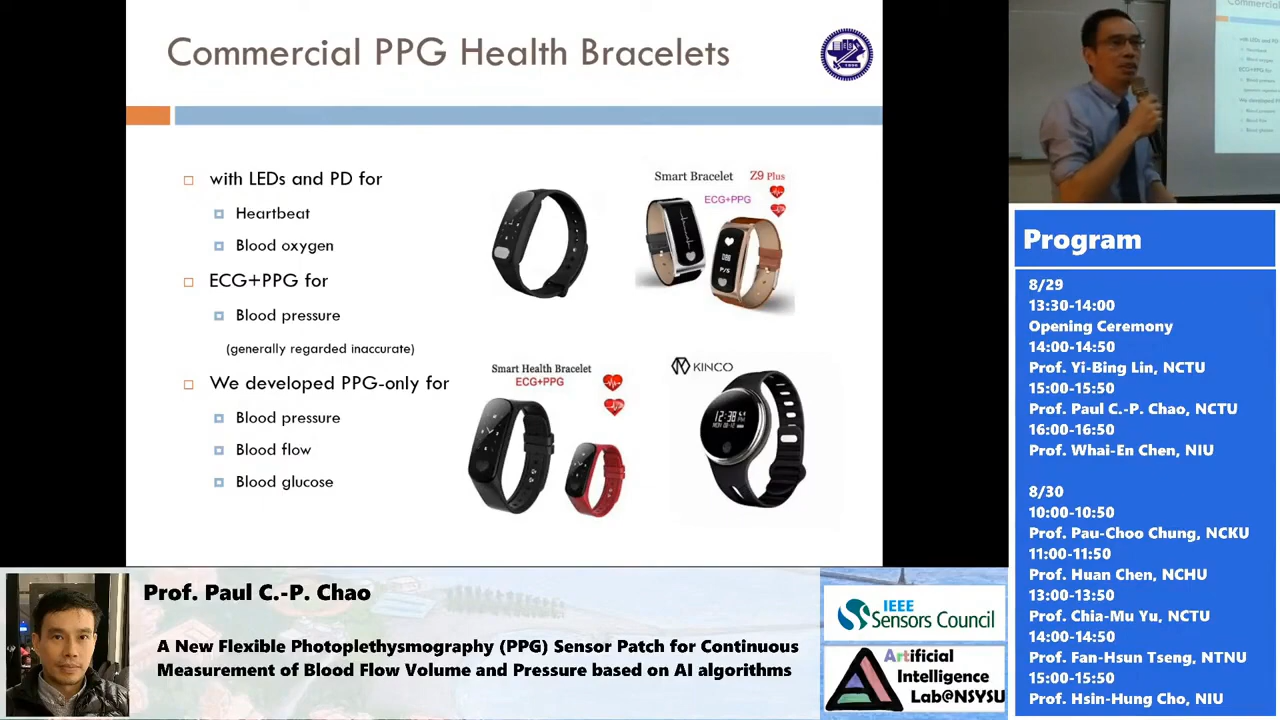 Commercial PPG Health Bracelets
with LEDs and PD for
Heartbeat
Blood oxygen
ECG+PPG for
Blood pressure
(generally regarded inaccurate)
We developed PPG-only for
Blood pressure
Blood flow
Blood glucose
Smart Bracelet Z9 Plus
ECG+PPG
Smart Health Bracelet
ECG+PPG
KINCO
12:38
Program
8/29
13:30-14:00
Opening Ceremony
14:00-14:50
Prof. Yi-Bing Lin, NCTU
15:00-15:50
Prof. Paul C.-P. Chao, NCTU
16:00-16:50
Prof. Whai-En Chen, NIU
8/30
10:00-10:50
Prof. Pau-Choo Chung, NCKU
11:00-11:50
Prof. Huan Chen, NCHU
13:00-13:50
Prof. Chia-Mu Yu, NCTU
14:00-14:50
Prof. Fan-Hsun Tseng, NTNU
15:00-15:50
Prof. Hsin-Hung Cho, NIU
Prof. Paul C.-P. Chao
A New Flexible Photoplethysmography (PPG) Sensor Patch for Continuous
Measurement of Blood Flow Volume and Pressure based on AI algorithms
IEEE
Sensors Council
Artificial
Intelligence
Lab@NSYSU